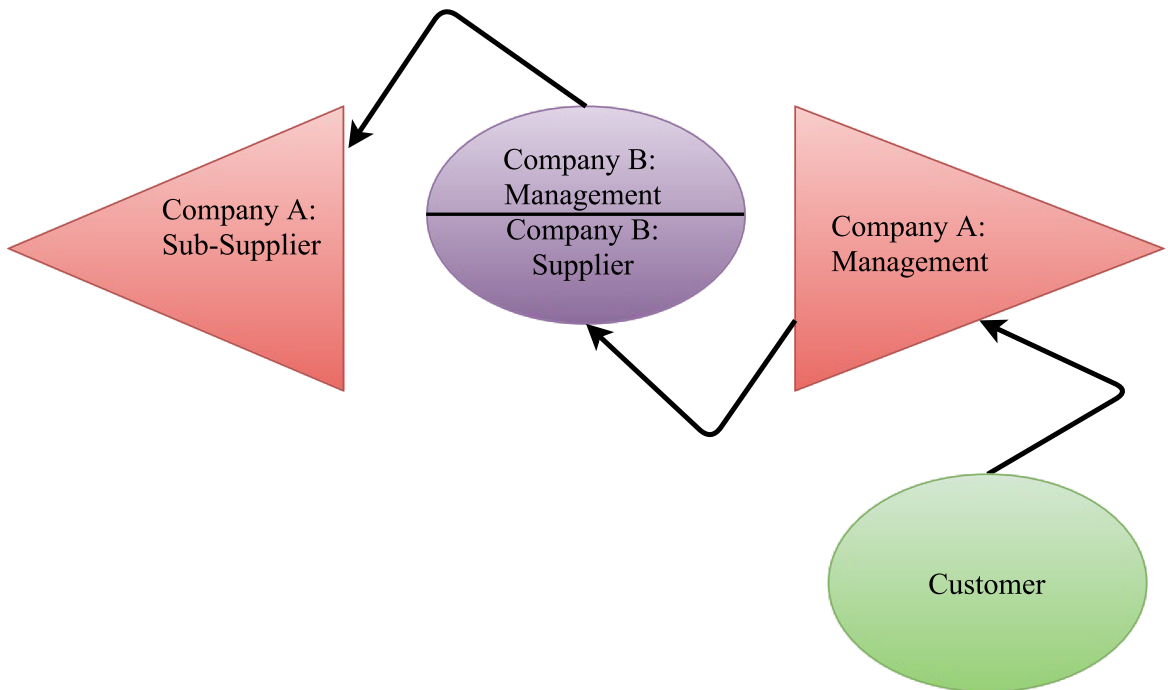 Company A:
Sub-Supplier
Company B:
Management
Company B:
Supplier
Company A:
Management
Customer